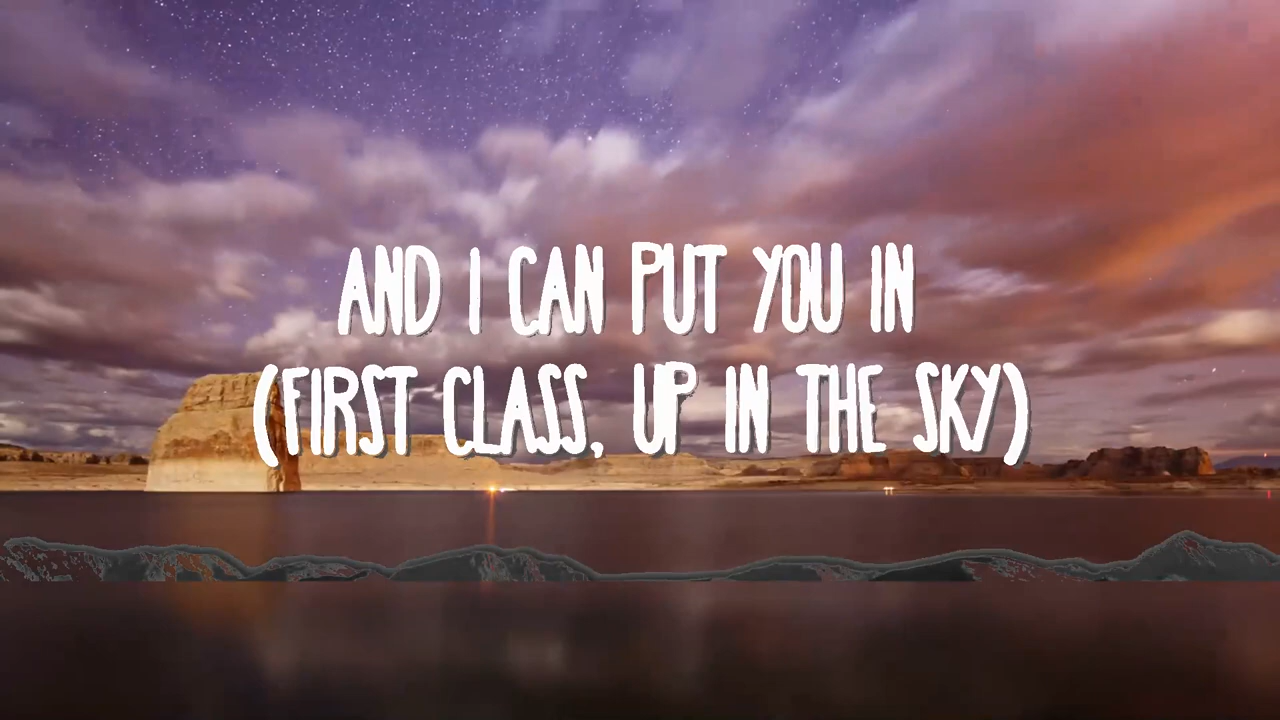 AND I CAN PUT YOU IN
(FIRST CLASS, UP IN THE SKY)